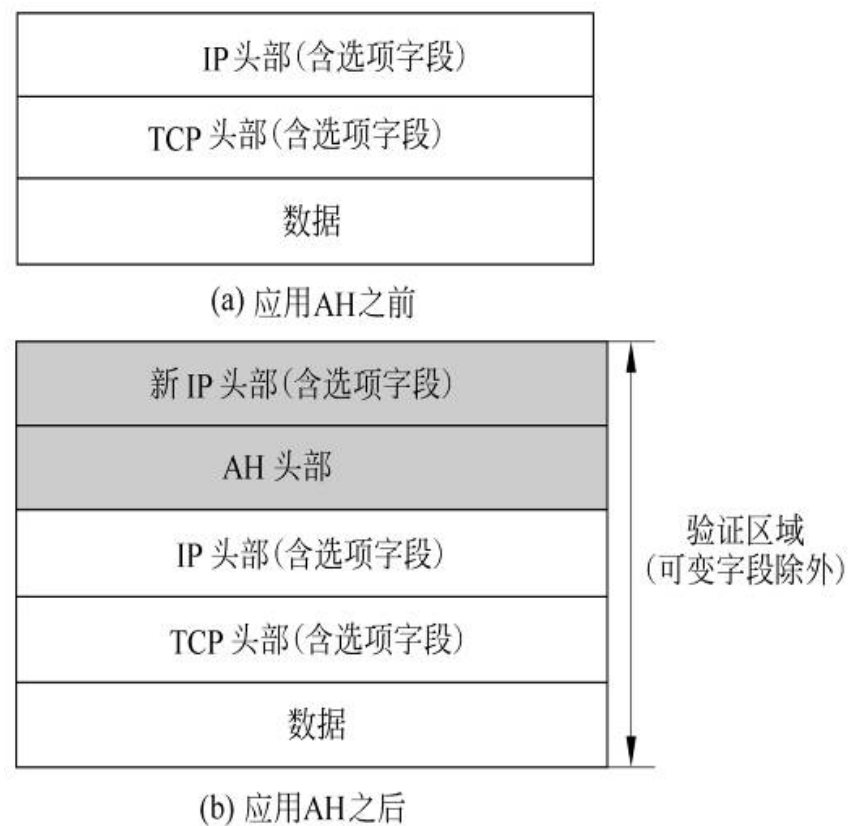 IP头部(含选项字段)
TCP 头部(含选项字段)
数据
(a) 应用AH之前
新 IP 头部(含选项字段)
AH 头部
IP 头部(含选项字段)
TCP 头部(含选项字段)
数据
验证区域
(可变字段除外)
(b) 应用AH之后